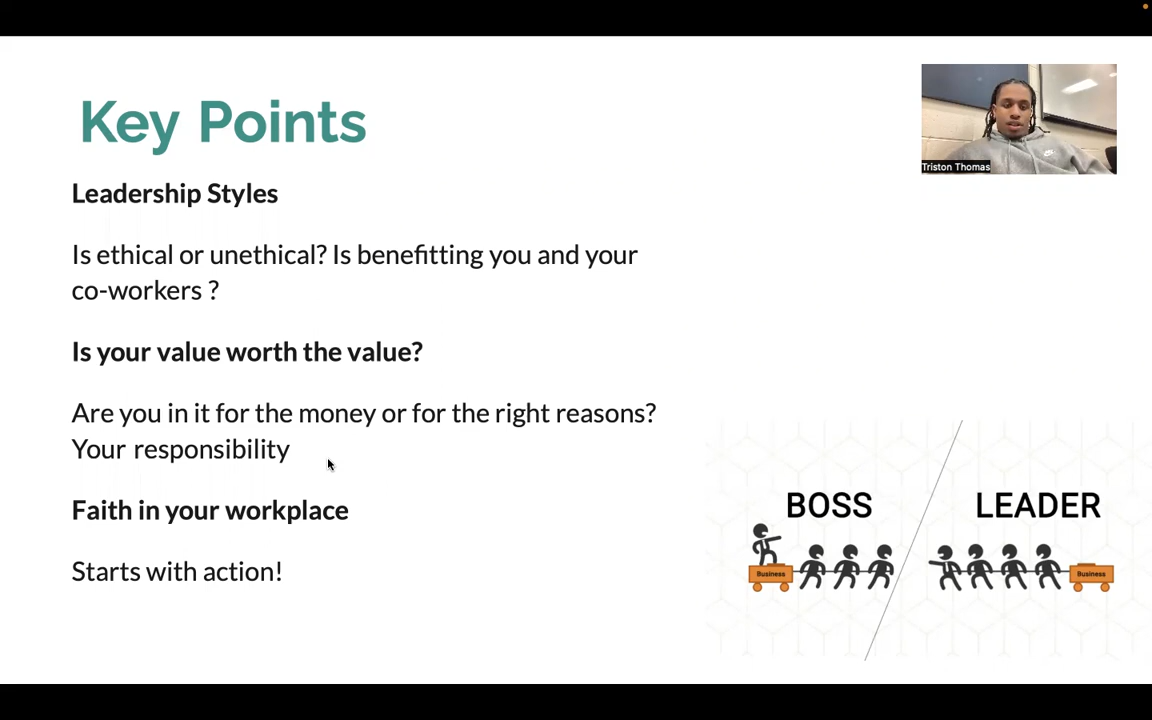 Key Points
Triston Thomas
Leadership Styles
Is ethical or unethical? Is benefitting you and your
co-workers ?
Is your value worth the value?
Are you in it for the money or for the right reasons?
Your responsibility
Faith in your workplace
Starts with action!
BOSS
LEADER
Business
Business